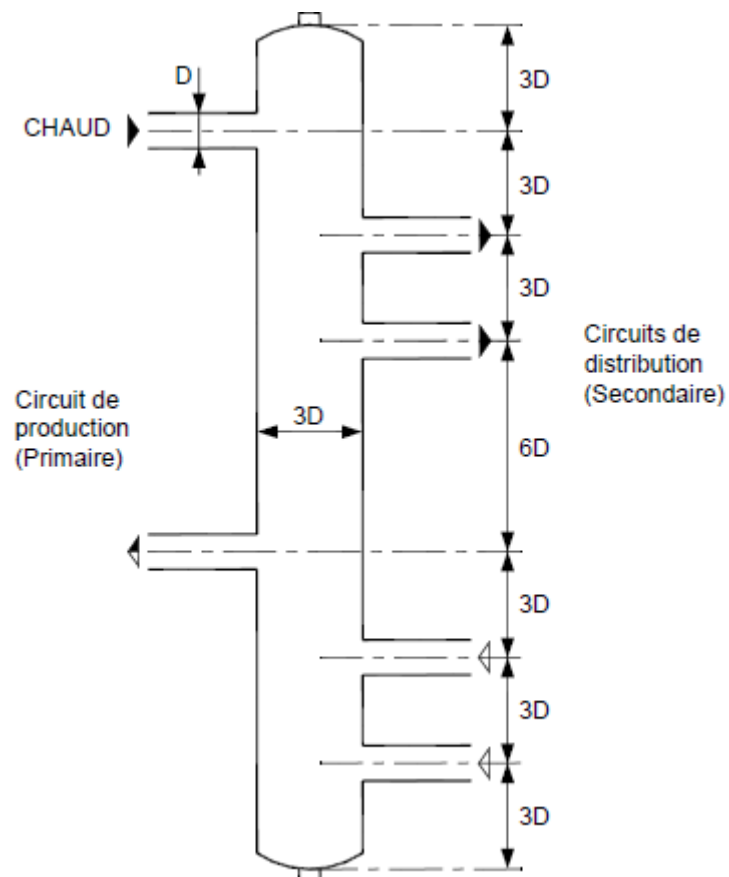 3D
D
CHAUD
3D
3D
Circuits de
distribution
(Secondaire)
Circuit de
production
(Primaire)
3D
6D
3D
3D
3D